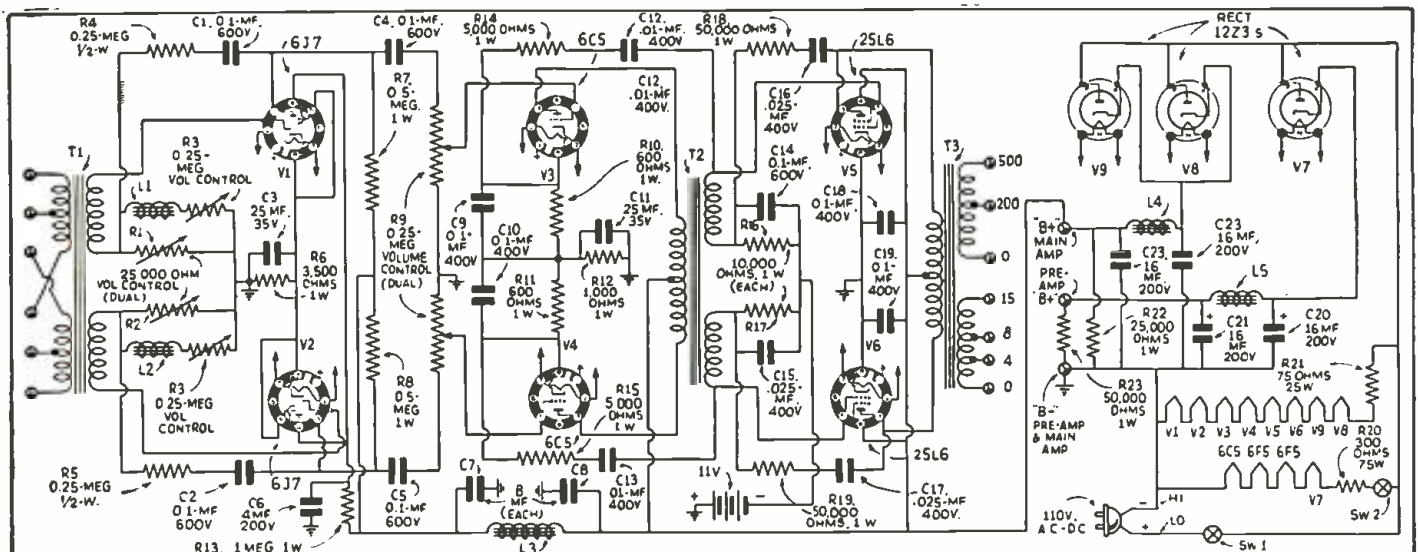 R4
0.25-MEG
1/2-W
C1, 0.1-MF.
600V
6J7
C4, 0.1-MF.
600V
R14
5,000 OHMS
1 W
6C5
C12,
.01-MF.
400V
R18
50,000 OHMS
1W
25L6
RECT
12Z3 s
T1
R3
0.25-
MEG
VOL CONTROL
L1
R1
25,000 OHM
VOL CONTROL
(DUAL)
R2
L2
R3
0.25-MEG
VOL
CONTROL
R5
0.25-MEG
1/2-W.
C2
0.1-MF
600V
C6
4MF
200V
R13, 1 MEG 1W
6J7
V1
C3
25 MF,
35V
R6
3,500
OHMS
1W
V2
R7,
0.5-
MEG.
1W
R9
0.25-
MEG
VOLUME
CONTROL
(DUAL)
R8
0.5-
MEG
1W
C5
0.1-MF
600V
C9
0.1-
MF
400V
C10
0.1-MF
400V
R11
600
OHMS
1W
C12,
.01-MF
400V.
V3
R10,
600
OHMS
1W.
C11
25 MF.
35V
R12
1,000
OHMS
1W
V4
R15
5,000
OHMS
1W
6C5
C7
8
MF
(EACH)
C8
C13
.01-MF
400V
L3
T2
C16
.025-
MF
400V
C14
0.1-MF
600V
R16
10,000
OHMS, 1 W
(EACH)
R17
C15,
.025-MF
400V.
11V
+
-
R19,
50,000
OHMS, 1 W
C17,
.025-MF
400V
V5
C18
0.1-MF
400V
C19,
0.1-
MF
400V
V6
25L6
T3
500
200
0
15
8
4
0
V9
V8
V7
"B+"
MAIN
AMP
PRE-
AMP
"B+"
"B-"
PRE-AMP
& MAIN
AMP
L4
C23,
16
MF
200V
C23
16 MF,
200V
L5
R22
25,000
OHMS
1W
R23
50,000
OHMS
1W
+
C21
16
MF
200V
+
C20
16MF
200V
R21
75 OHMS
25W
V1 V2 V3 V4 V5 V6 V9 V8
6C5 6F5 6F5
V7
R20
300
OHMS
75W
SW 2
110V.
AC-DC
-
HI
+
LO
SW 1